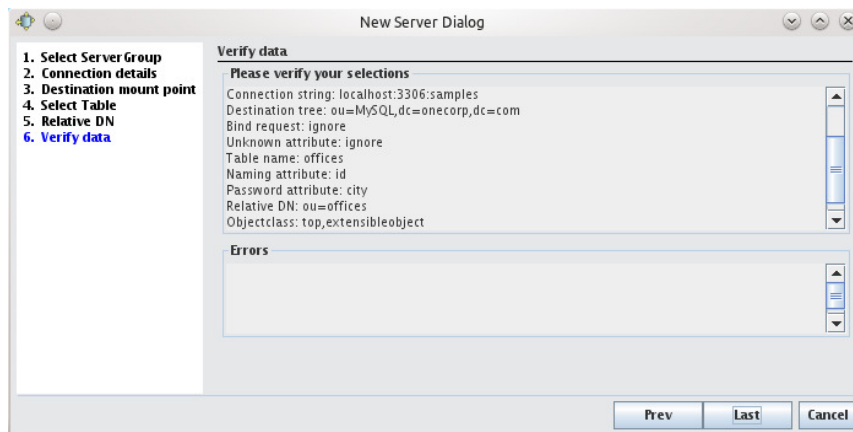 New Server Dialog
1. Select ServerGroup
2. Connection details
3. Destination mount point
4. Select Table
5. Relative DN
6. Verify data
Verify data
Please verify your selections
Connection string: localhost:3306:samples
Destination tree: ou=MySQL,dc=onecorp,dc=com
Bind request: ignore
Unknown attribute: ignore
Table name: offices
Naming attribute: id
Password attribute: city
Relative DN: ou=offices
Objectclass: top,extensibleobject
Errors
Prev Last Cancel